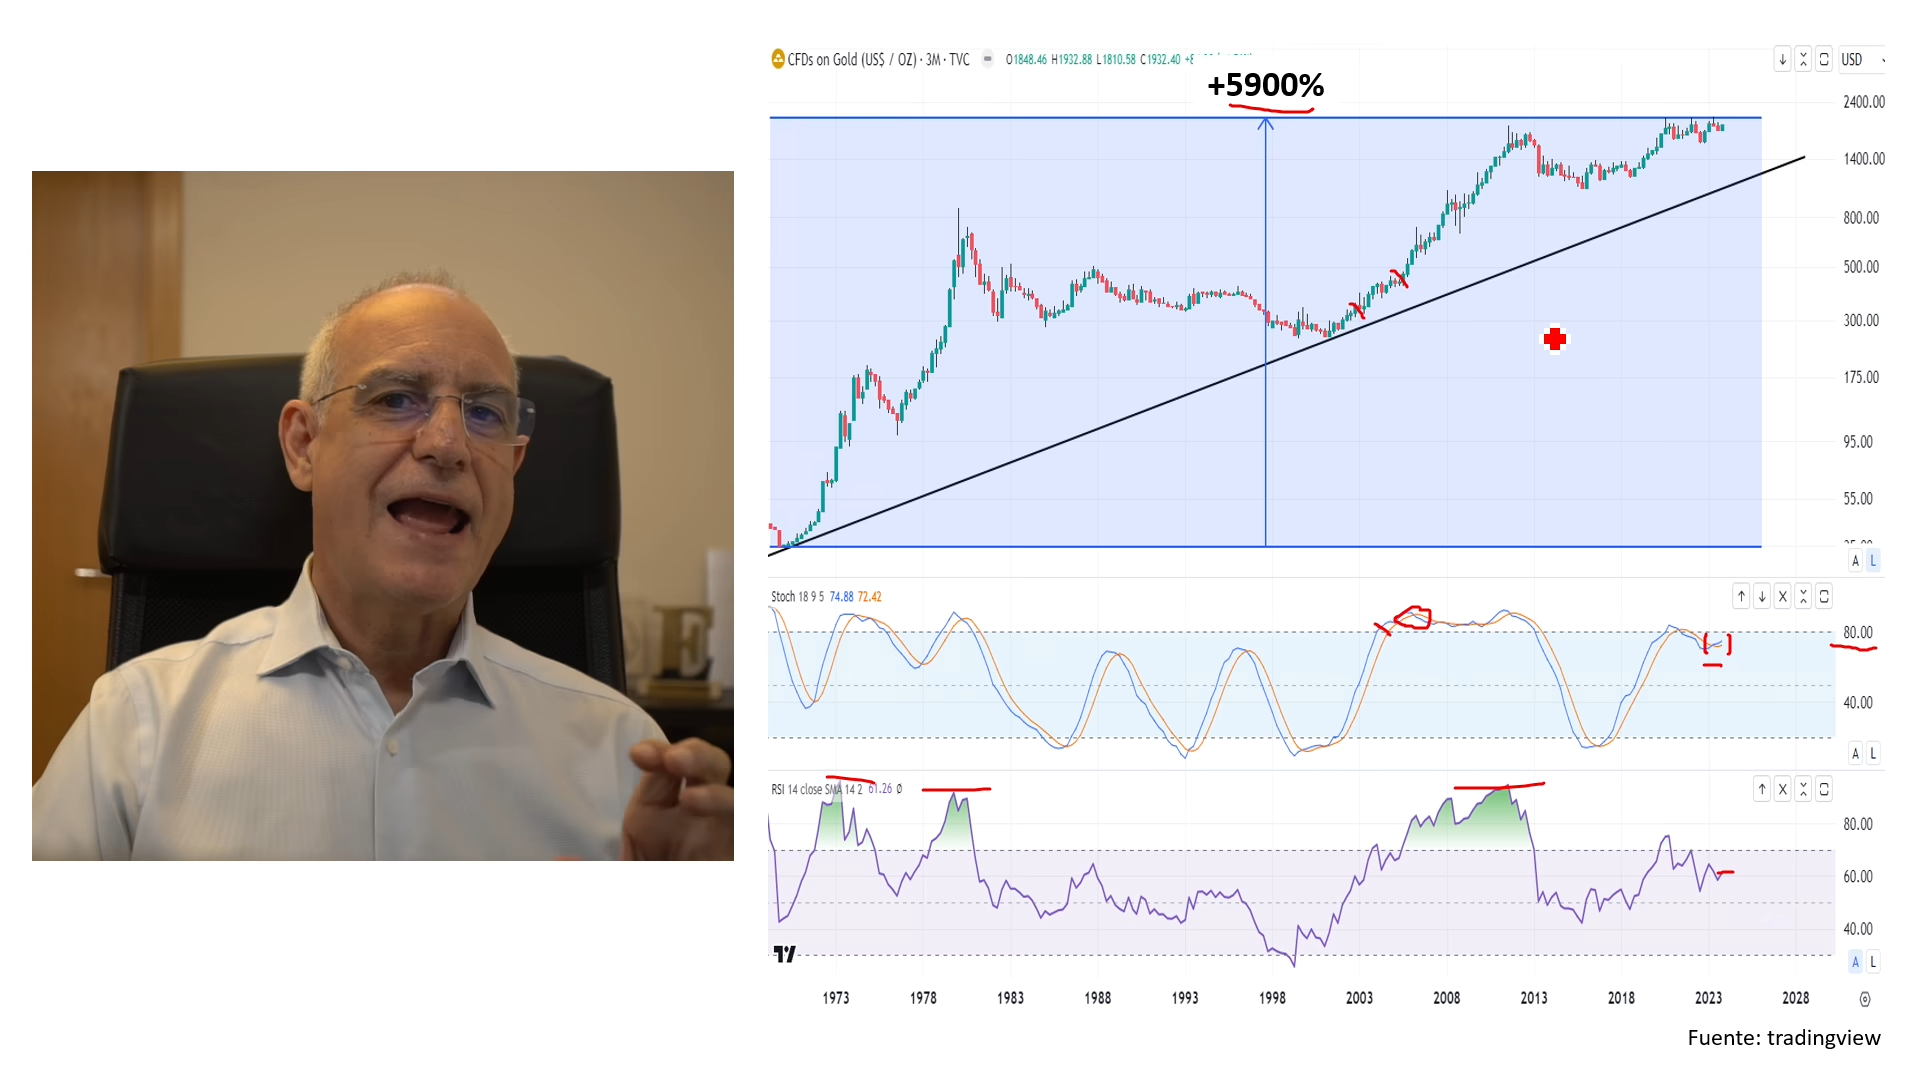 CFDs on Gold (US$ / OZ) · 3M · TVC O1848.46 H1932.88 L1810.58 C1932.40
USD
+5900%
2400.00
1400.00
800.00
500.00
300.00
175.00
95.00
55.00
A L
Stoch 18 9 5 74.88 72.42
80.00
40.00
A L
RSI 14 close SMA 14 2 61.26 Ø
80.00
60.00
40.00
A L
1973 1978 1983 1988 1993 1998 2003 2008 2013 2018 2023 2028
Fuente: tradingview